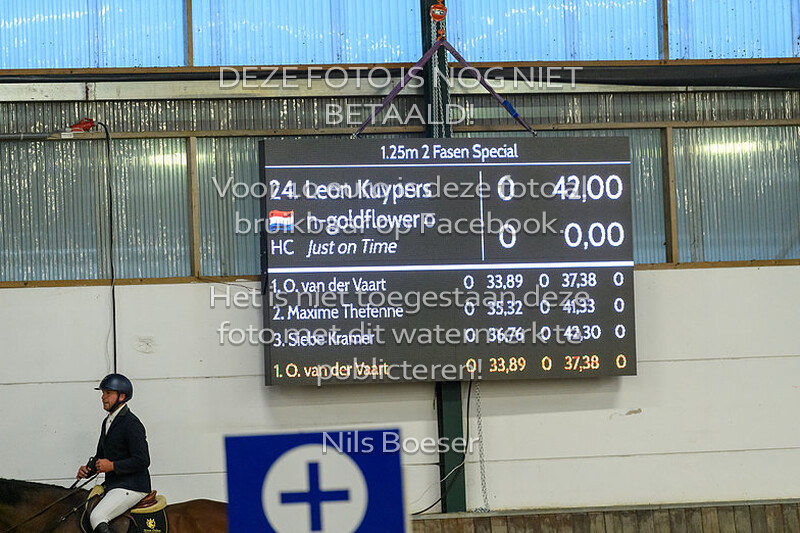 DEZE FOTO IS NOG NIET
BETAALD!
1.25m 2 Fasen Special
24. Leon Kuypers 0 42,00
n-goldflower p 0 0,00
HC Just on Time
1. O. van der Vaart 0 33,89 0 37,38 0
2. Maxime Thefenne 0 35,32 0 41,33 0
3. Siebe Kramer 0 36,76 0 42,30 0
1. O. van der Vaart 0 33,89 0 37,38 0
Voor is deze foto
bruikbaar op Facebook.
Het is niet toegestaan deze
foto met dit watermerk
publiceren!
Nils Boeser